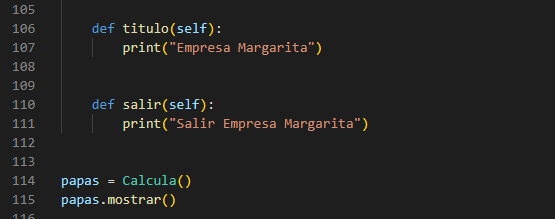 105
106 def titulo(self):
107 print("Empresa Margarita")
108
109
110 def salir(self):
111 print("Salir Empresa Margarita")
112
113
114 papas = Calcula()
115 papas.mostrar()
116